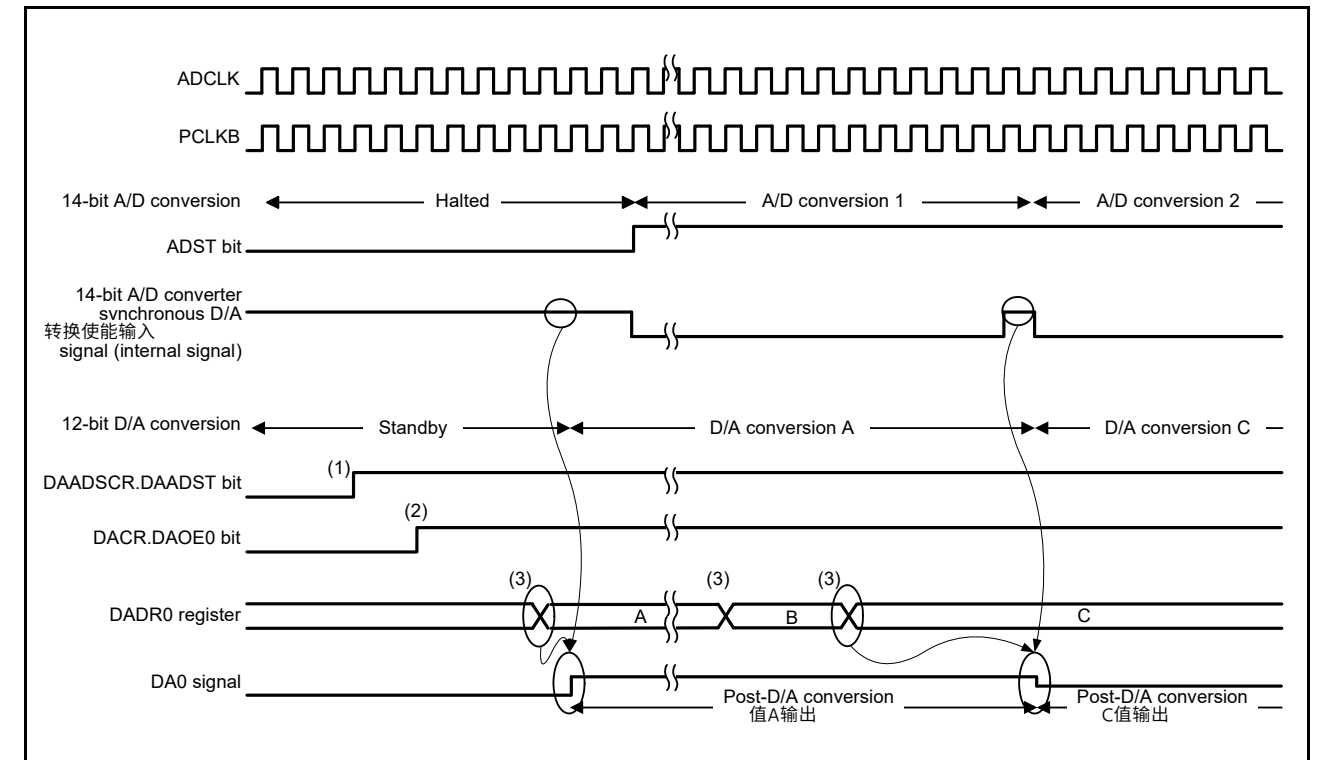 ADCLK
PCLKB
14-bit A/D conversion
Halted
A/D conversion 1
A/D conversion 2
ADST bit
14-bit A/D converter
synchronous D/A
转换使能输入
signal (internal signal)
12-bit D/A conversion
Standby
D/A conversion A
D/A conversion C
(1)
DAADSCR.DAADST bit
(2)
DACR.DAOE0 bit
(3)
(3)
(3)
DADR0 register
A
B
C
DA0 signal
Post-D/A conversion
值A输出
Post-D/A conversion
C值输出